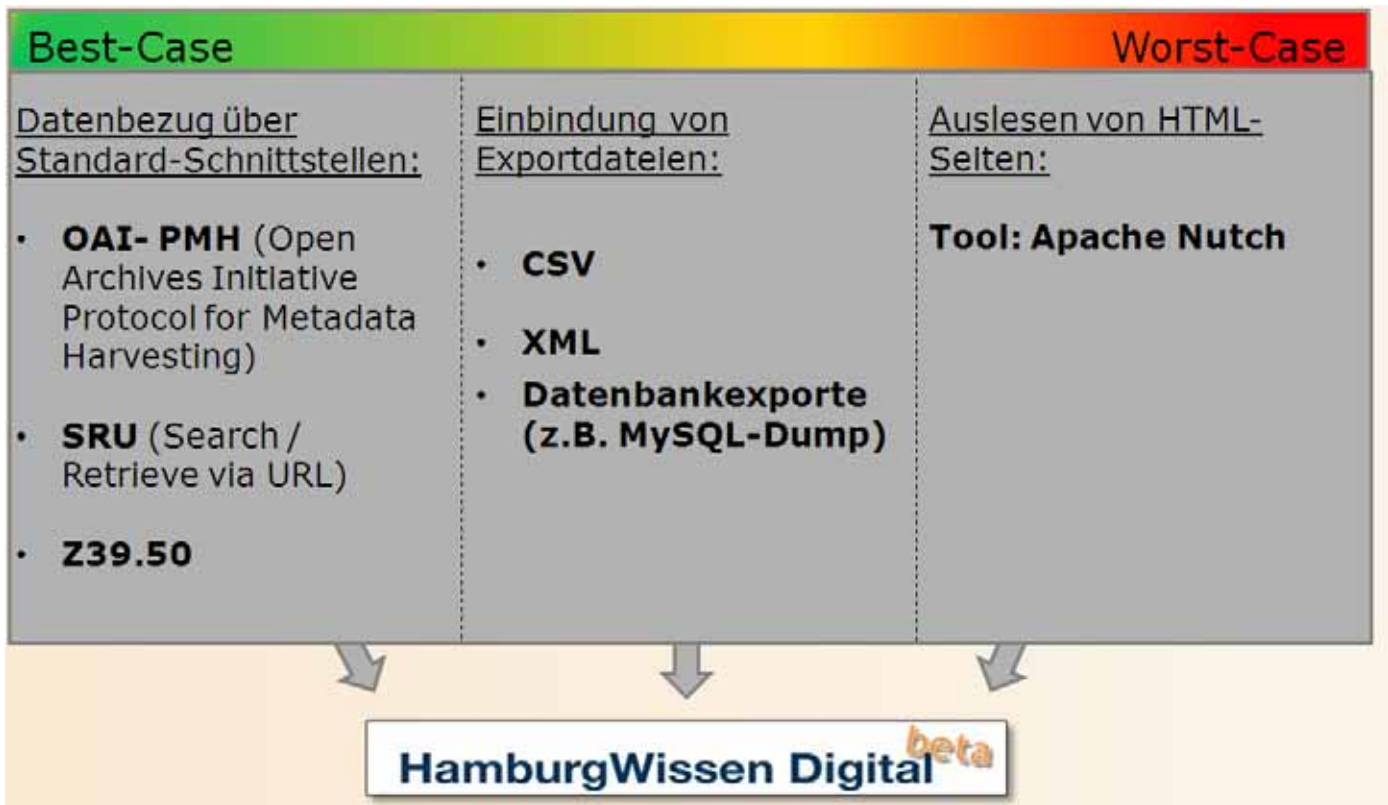 Best-Case
Worst-Case
Datenbezug über
Standard-Schnittstellen:
• OAI- PMH (Open
Archives Initiative
Protocol for Metadata
Harvesting)
• SRU (Search /
Retrieve via URL)
• Z39.50
Einbindung von
Exportdateien:
• CSV
• XML
• Datenbankexporte
(z.B. MySQL-Dump)
Auslesen von HTML-
Seiten:
Tool: Apache Nutch
HamburgWissen Digital beta